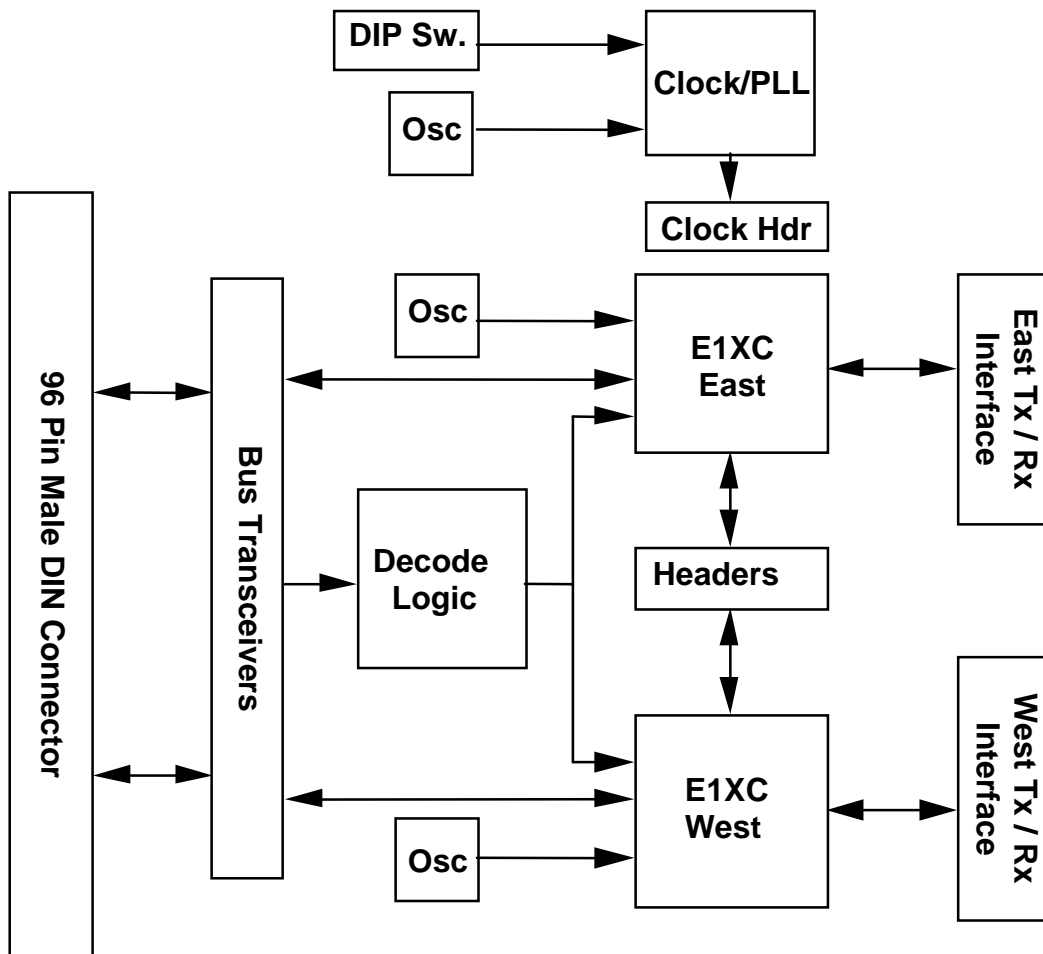 DIP Sw.
Clock/PLL
Osc
Clock Hdr
Osc
E1XC
East
East Tx / Rx
Interface
96 Pin Male DIN Connector
Bus Transceivers
Decode
Logic
Headers
E1XC
West
West Tx / Rx
Interface
Osc